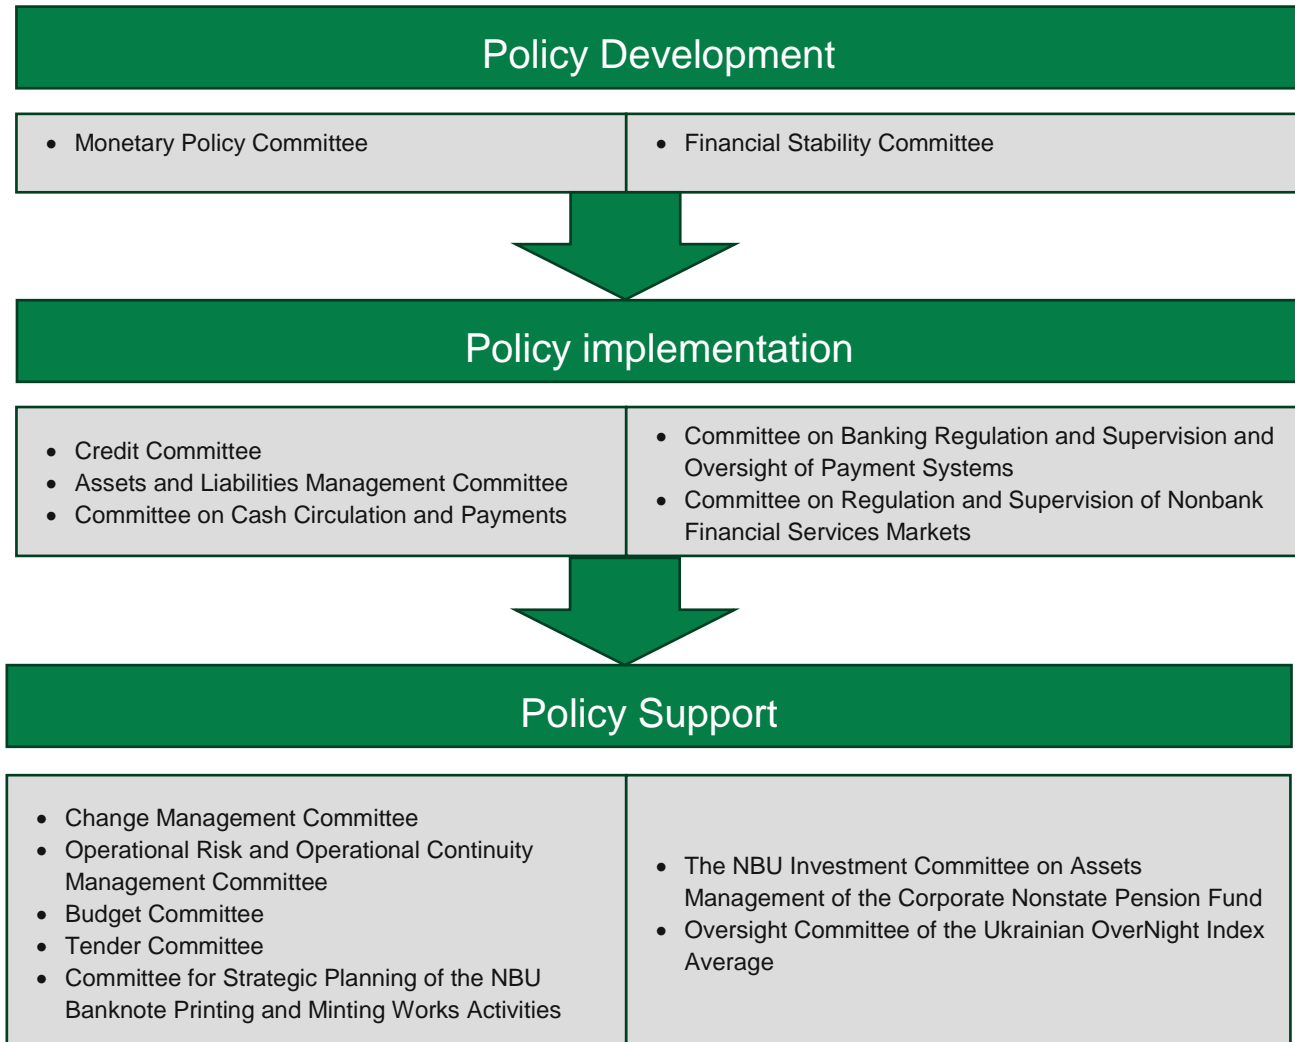 Policy Development
• Monetary Policy Committee
• Financial Stability Committee
Policy implementation
• Credit Committee
• Assets and Liabilities Management Committee
• Committee on Cash Circulation and Payments
• Committee on Banking Regulation and Supervision and
Oversight of Payment Systems
• Committee on Regulation and Supervision of Nonbank
Financial Services Markets
Policy Support
• Change Management Committee
• Operational Risk and Operational Continuity
Management Committee
• Budget Committee
• Tender Committee
• Committee for Strategic Planning of the NBU
Banknote Printing and Minting Works Activities
• The NBU Investment Committee on Assets
Management of the Corporate Nonstate Pension Fund
• Oversight Committee of the Ukrainian OverNight Index
Average